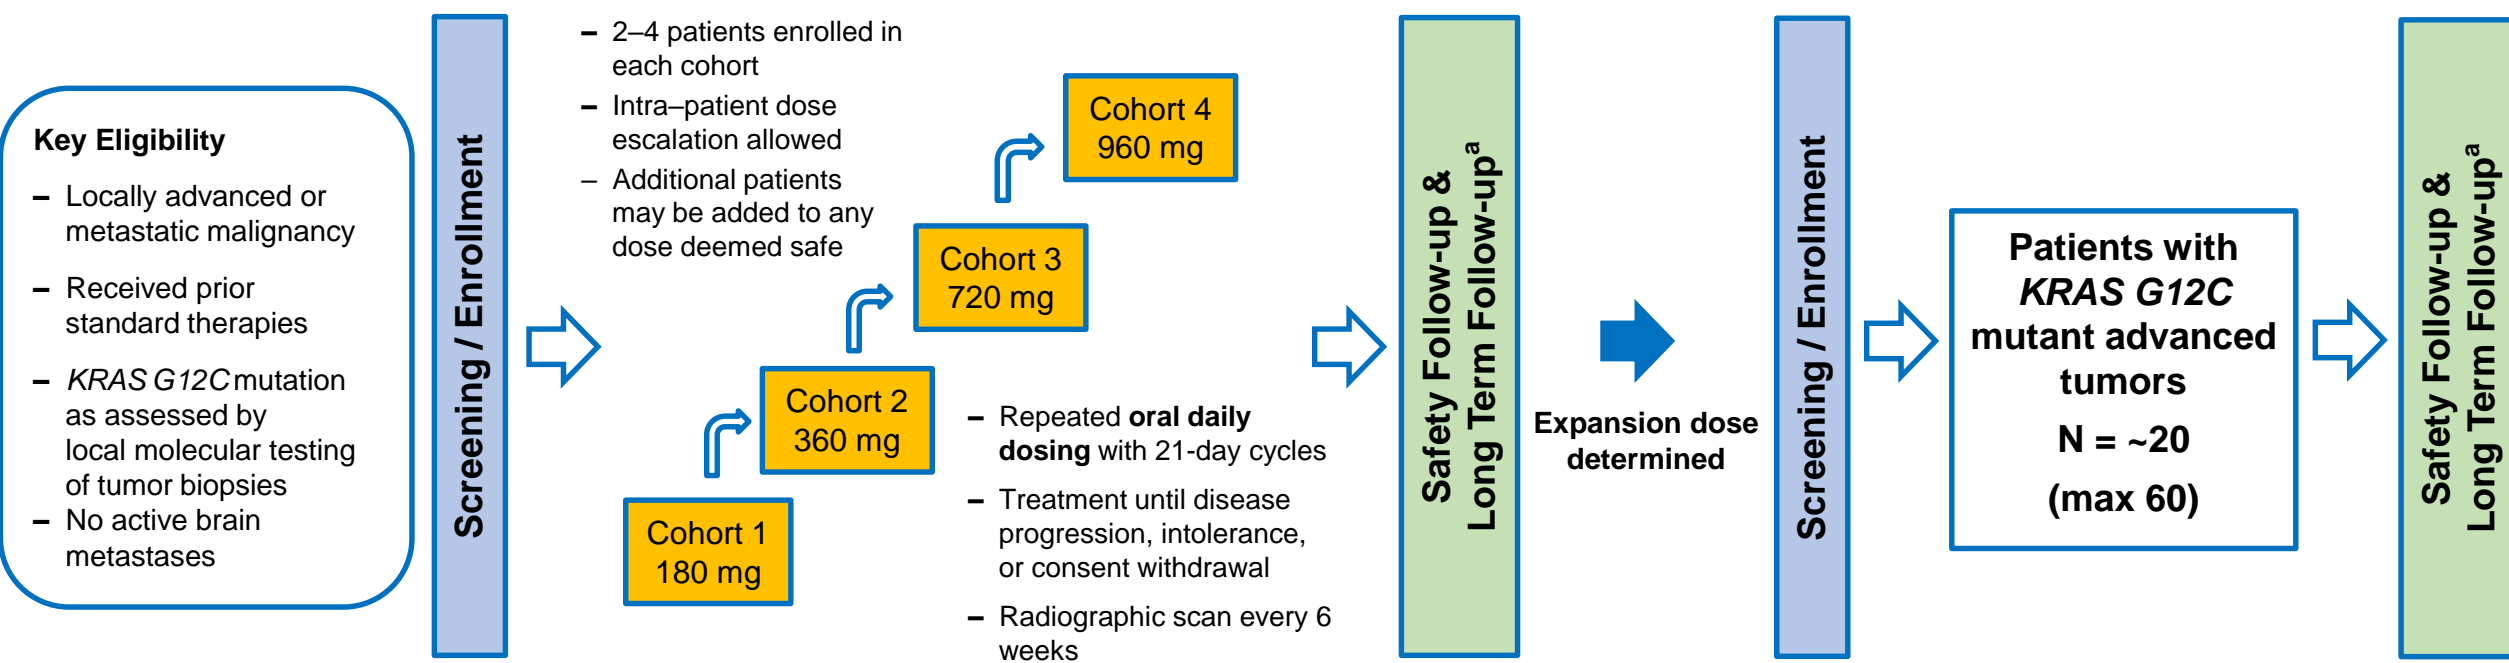 Key Eligibility
– Locally advanced or
metastatic malignancy
– Received prior
standard therapies
– KRAS G12C mutation
as assessed by
local molecular testing
of tumor biopsies
– No active brain
metastases
Screening / Enrollment
– 2–4 patients enrolled in
each cohort
– Intra–patient dose
escalation allowed
– Additional patients
may be added to any
dose deemed safe
Cohort 1
180 mg
Cohort 2
360 mg
Cohort 3
720 mg
Cohort 4
960 mg
– Repeated oral daily
dosing with 21-day cycles
– Treatment until disease
progression, intolerance,
or consent withdrawal
– Radiographic scan every 6
weeks
Safety Follow-up &
Long Term Follow-upᵃ
Expansion dose
determined
Screening / Enrollment
Patients with
KRAS G12C
mutant advanced
tumors
N = ~20
(max 60)
Safety Follow-up &
Long Term Follow-upᵃ